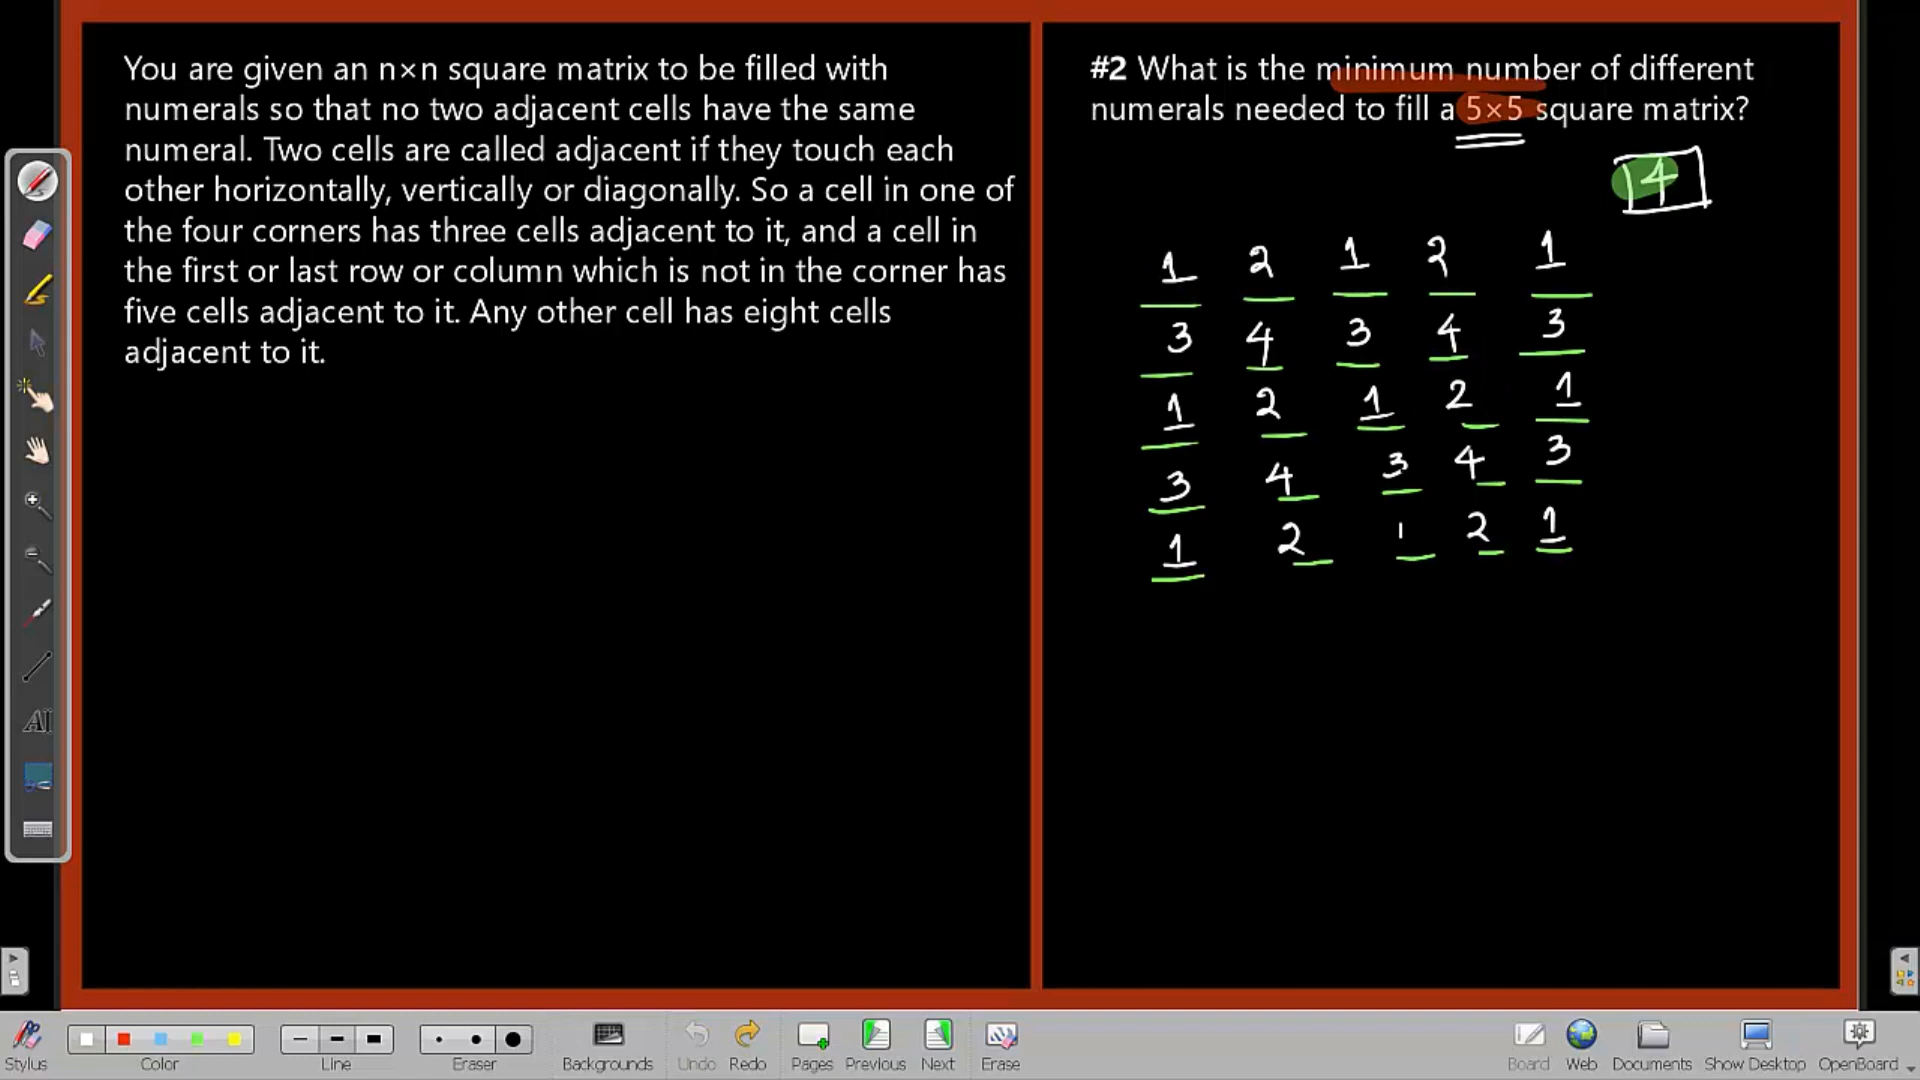 You are given an n×n square matrix to be filled with
numerals so that no two adjacent cells have the same
numeral. Two cells are called adjacent if they touch each
other horizontally, vertically or diagonally. So a cell in one of
the four corners has three cells adjacent to it, and a cell in
the first or last row or column which is not in the corner has
five cells adjacent to it. Any other cell has eight cells
adjacent to it.
#2 What is the minimum number of different
numerals needed to fill a 5×5 square matrix?
4
1 2 1 2 1
3 4 3 4 3
1 2 1 2 1
3 4 3 4 3
1 2 1 2 1
AI
Stylus
Color
Line
Eraser
Backgrounds
Undo
Redo
Pages
Previous
Next
Erase
Board
Web
Documents
Show Desktop
OpenBoard